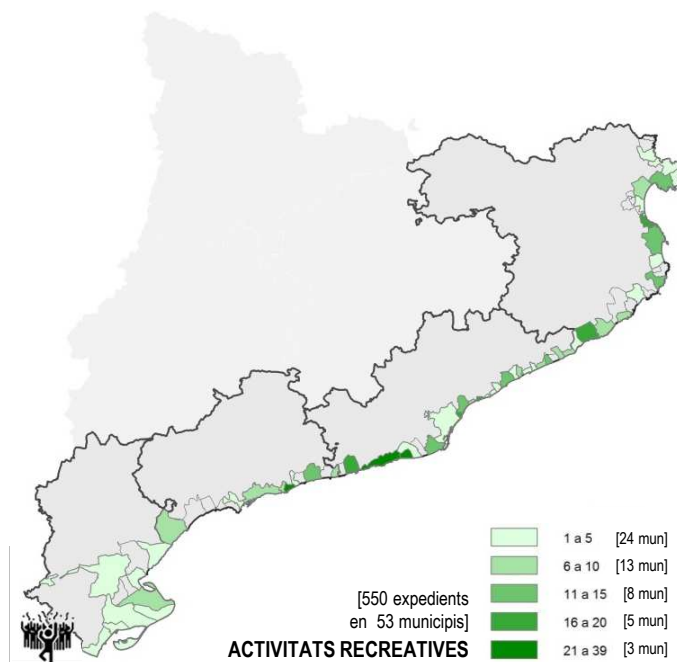 1 a 5 [24 mun]
6 a 10 [13 mun]
11 a 15 [8 mun]
16 a 20 [5 mun]
21 a 39 [3 mun]
[550 expedients
en 53 municipis]
ACTIVITATS RECREATIVES